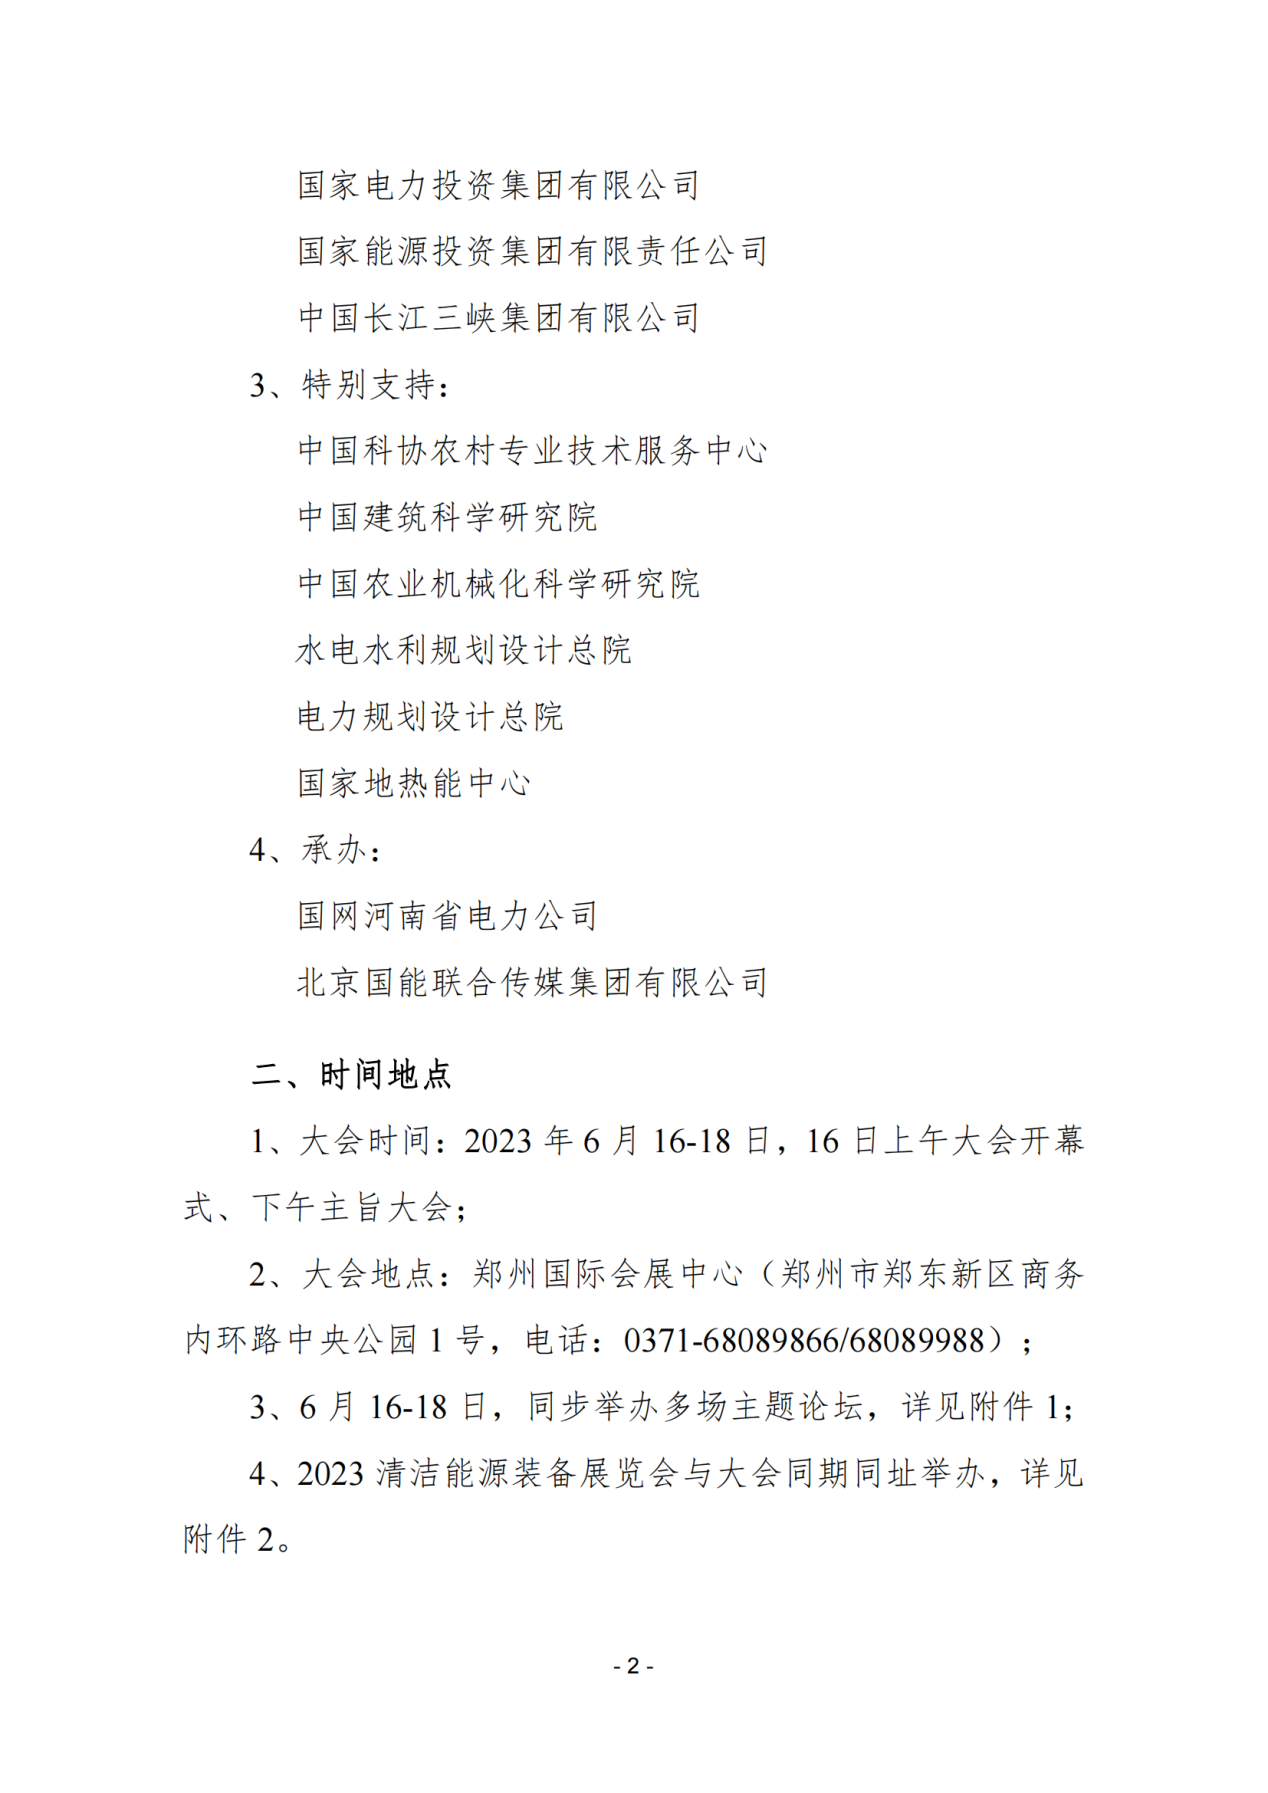 国家电力投资集团有限公司
国家能源投资集团有限责任公司
中国长江三峡集团有限公司
3、特别支持：
中国科协农村专业技术服务中心
中国建筑科学研究院
中国农业机械化科学研究院
水电水利规划设计总院
电力规划设计总院
国家地热能中心
4、承办：
国网河南省电力公司
北京国能联合传媒集团有限公司
二、时间地点
1、大会时间：2023 年 6 月 16-18 日，16 日上午大会开幕
式、下午主旨大会；
2、大会地点：郑州国际会展中心（郑州市郑东新区商务
内环路中央公园 1 号，电话：0371-68089866/68089988）；
3、6 月 16-18 日，同步举办多场主题论坛，详见附件 1；
4、2023 清洁能源装备展览会与大会同期同址举办，详见
附件 2。
- 2 -